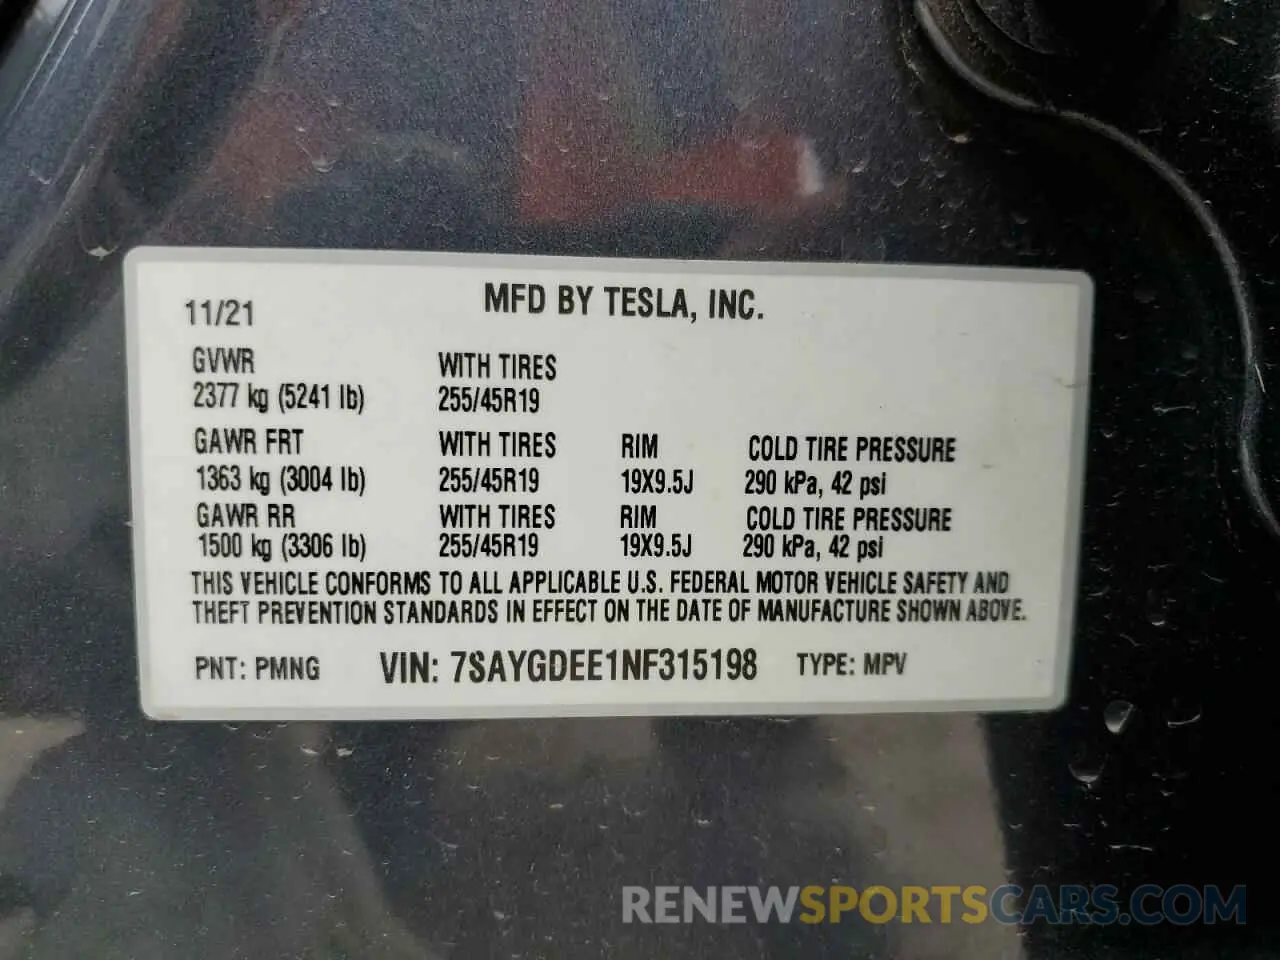 11/21 MFD BY TESLA, INC.
GVWR WITH TIRES
2377 kg (5241 lb) 255/45R19
GAWR FRT WITH TIRES RIM COLD TIRE PRESSURE
1363 kg (3004 lb) 255/45R19 19X9.5J 290 kPa, 42 psi
GAWR RR WITH TIRES RIM COLD TIRE PRESSURE
1500 kg (3306 lb) 255/45R19 19X9.5J 290 kPa, 42 psi
THIS VEHICLE CONFORMS TO ALL APPLICABLE U.S. FEDERAL MOTOR VEHICLE SAFETY AND
THEFT PREVENTION STANDARDS IN EFFECT ON THE DATE OF MANUFACTURE SHOWN ABOVE.
PNT: PMNG VIN: 7SAYGDEE1NF315198 TYPE: MPV
RENEWSPORTSCARS.COM